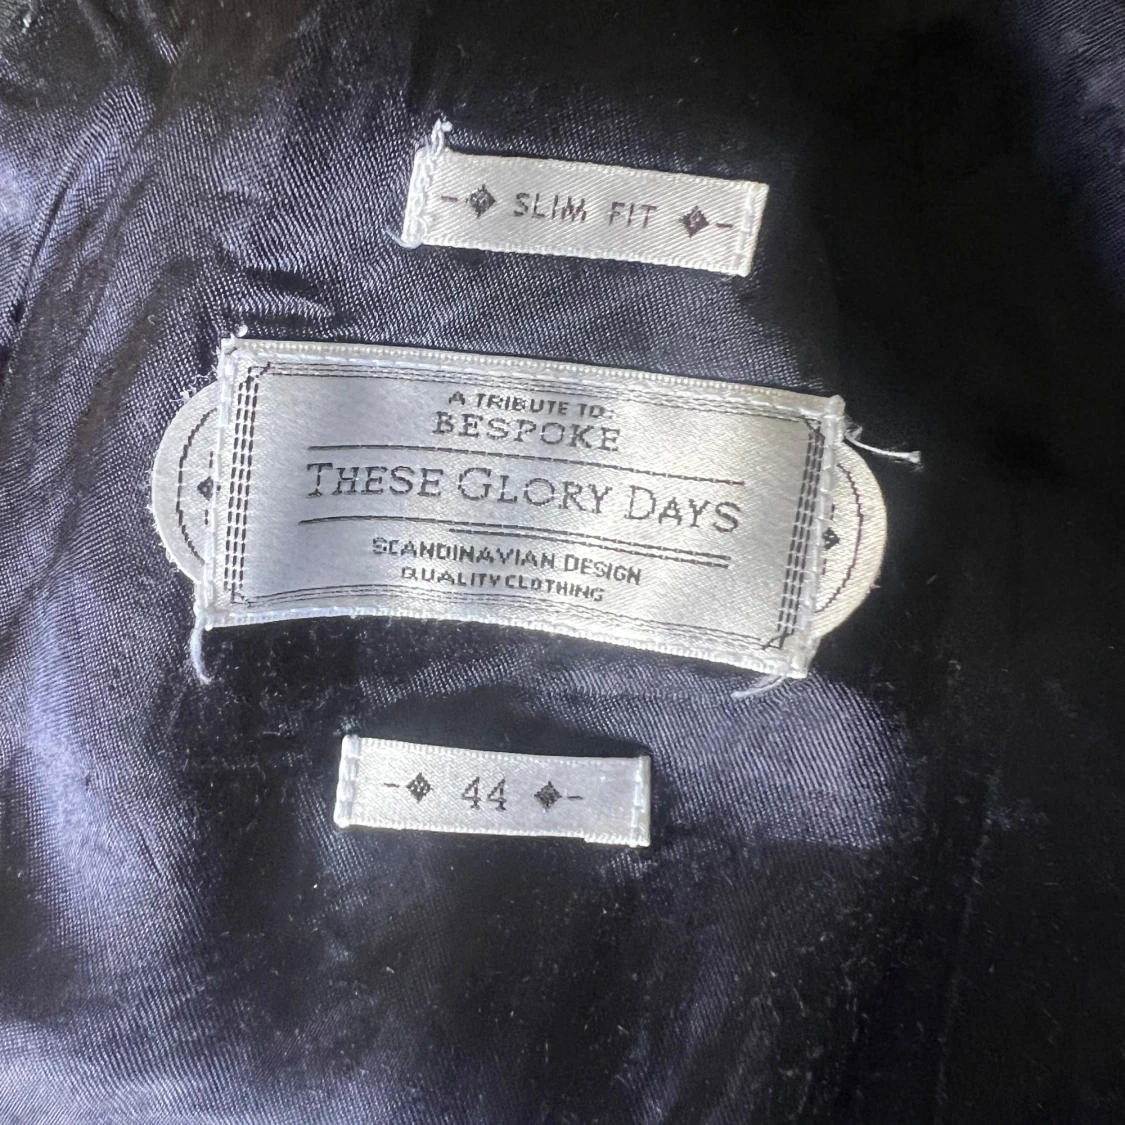 SLIM FIT
A TRIBUTE TO..
BESPOKE
THESE GLORY DAYS
SCANDINAVIAN DESIGN
QUALITY CLOTHING
44